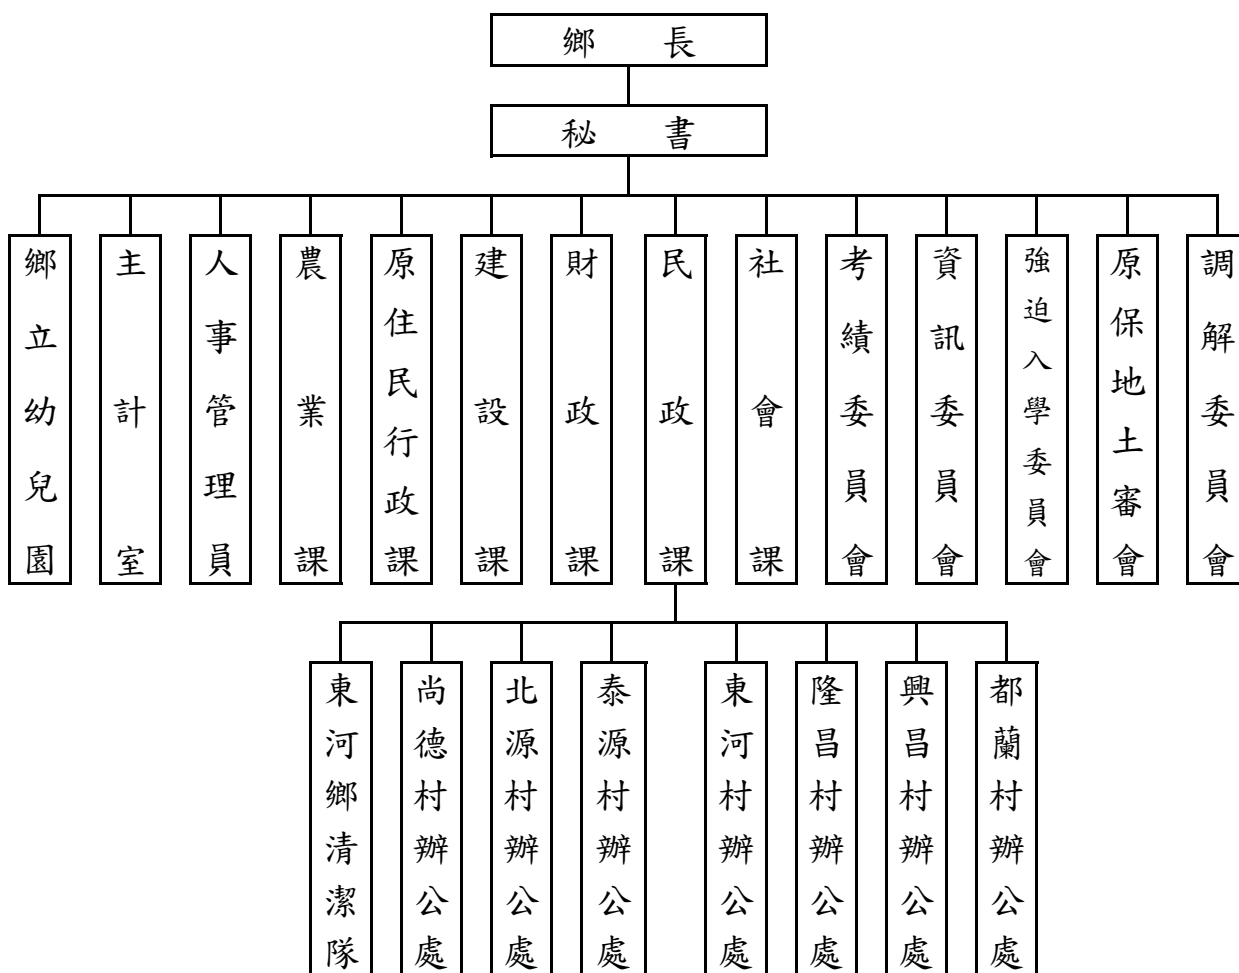 鄉長
秘書
鄉立幼兒園
主計室
人事管理員
農業課
原住民行政課
建設課
財政課
民政課
社會課
考績委員會
資訊委員會
強迫入學委員會
原保地土審會
調解委員會
東河鄉清潔隊
尚德村辦公處
北源村辦公處
泰源村辦公處
東河村辦公處
隆昌村辦公處
興昌村辦公處
都蘭村辦公處